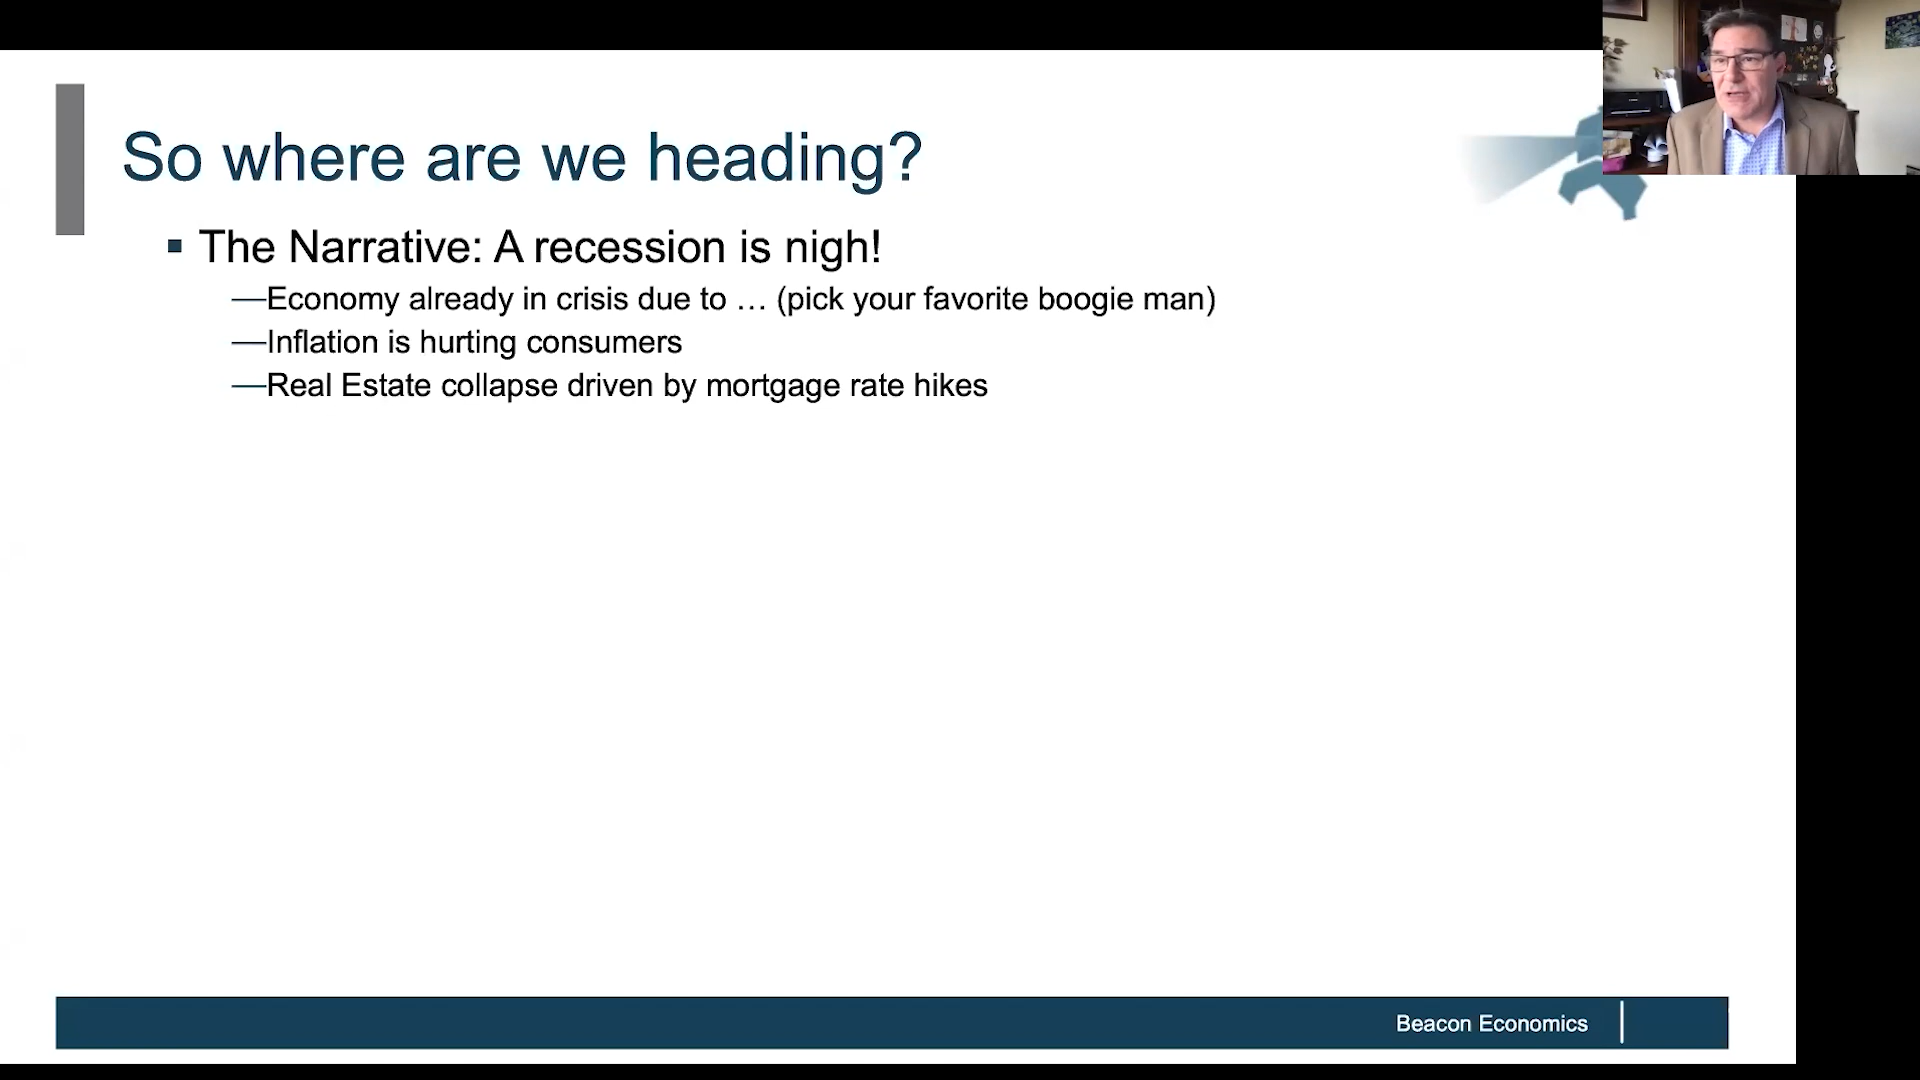 So where are we heading?
▪ The Narrative: A recession is nigh!
—Economy already in crisis due to … (pick your favorite boogie man)
—Inflation is hurting consumers
—Real Estate collapse driven by mortgage rate hikes
Beacon Economics